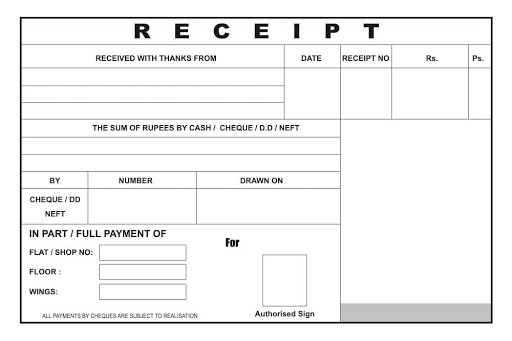 RECEIPT
RECEIVED WITH THANKS FROM DATE RECEIPT NO Rs. Ps.
THE SUM OF RUPEES BY CASH / CHEQUE / D.D / NEFT
BY NUMBER DRAWN ON
CHEQUE / DD
NEFT
IN PART / FULL PAYMENT OF
For
FLAT / SHOP NO:
FLOOR :
WINGS:
ALL PAYMENTS BY CHEQUES ARE SUBJECT TO REALISATION
Authorised Sign